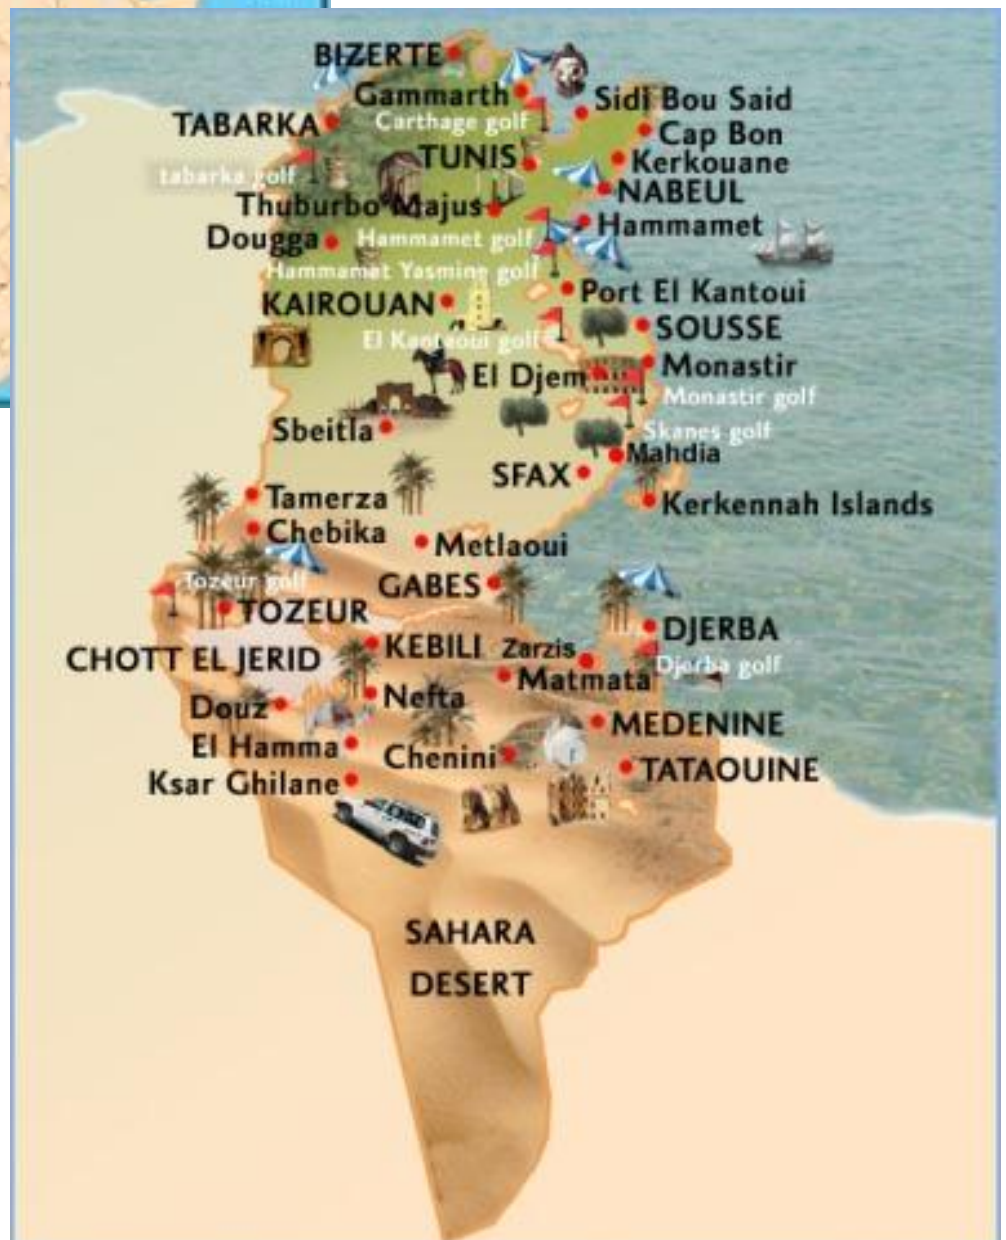 BIZERTE
Gammarth
Sidi Bou Said
Carthage golf
TABARKA
Cap Bon
TUNIS
Kerkouane
tabarka golf
NABEUL
Thuburbo Majus
Hammamet
Dougga
Hammamet golf
Hammamet Yasmine golf
KAIROUAN
Port El Kantoui
SOUSSE
El Kantaoui golf
Monastir
El Djem
Monastir golf
Sbeitla
Skanes golf
Mahdia
SFAX
Tamerza
Kerkennah Islands
Chebika
Metlaoui
Tozeur golf
GABES
TOZEUR
DJERBA
KEBILI
Zarzis
CHOTT EL JERID
Djerba golf
Matmata
Nefta
Douz
MEDENINE
El Hamma
Chenini
TATAOUINE
Ksar Ghilane
SAHARA
DESERT